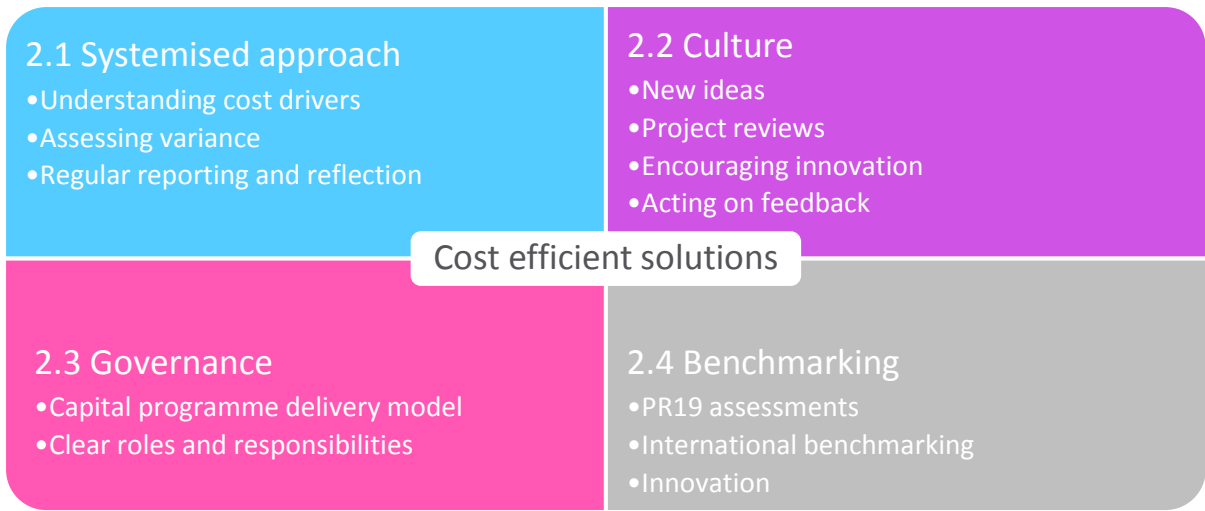 2.1 Systemised approach
•Understanding cost drivers
•Assessing variance
•Regular reporting and reflection
2.2 Culture
•New ideas
•Project reviews
•Encouraging innovation
•Acting on feedback
Cost efficient solutions
2.3 Governance
•Capital programme delivery model
•Clear roles and responsibilities
2.4 Benchmarking
•PR19 assessments
•International benchmarking
•Innovation